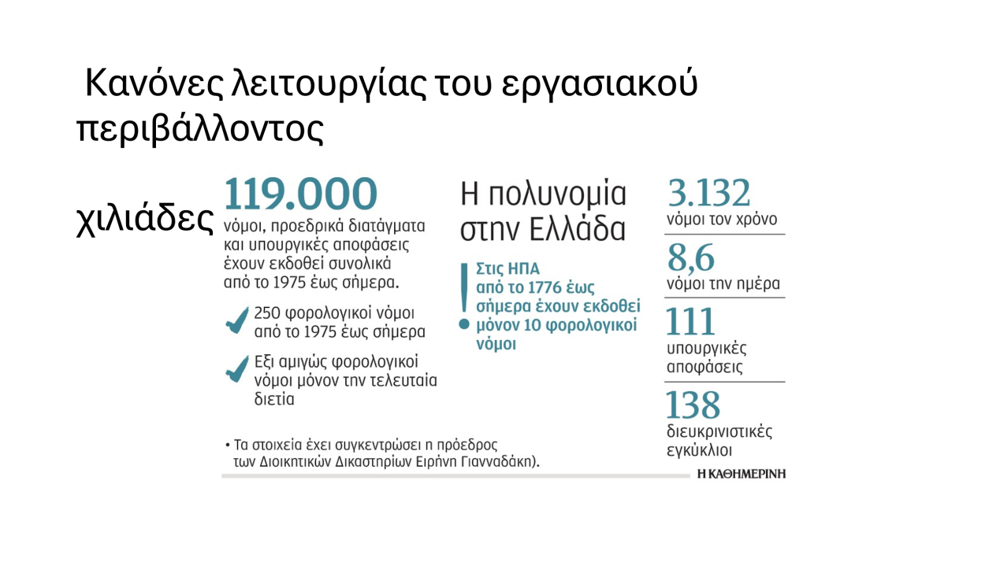 Κανόνες λειτουργίας του εργασιακού
περιβάλλοντος
χιλιάδες
119.000
νόμοι, προεδρικά διατάγματα
και υπουργικές αποφάσεις
έχουν εκδοθεί συνολικά
από το 1975 έως σήμερα.
250 φορολογικοί νόμοι
από το 1975 έως σήμερα
Εξι αμιγώς φορολογικοί
νόμοι μόνον την τελευταία
διετία
Η πολυνομία
στην Ελλάδα
Στις ΗΠΑ
από το 1776 έως
σήμερα έχουν εκδοθεί
μόνον 10 φορολογικοί
νόμοι
3.132
νόμοι τον χρόνο
8,6
νόμοι την ημέρα
111
υπουργικές
αποφάσεις
138
διευκρινιστικές
εγκύκλιοι
• Τα στοιχεία έχει συγκεντρώσει η πρόεδρος
των Διοικητικών Δικαστηρίων Ειρήνη Γιανναδάκη).
Η ΚΑΘΗΜΕΡΙΝΗ